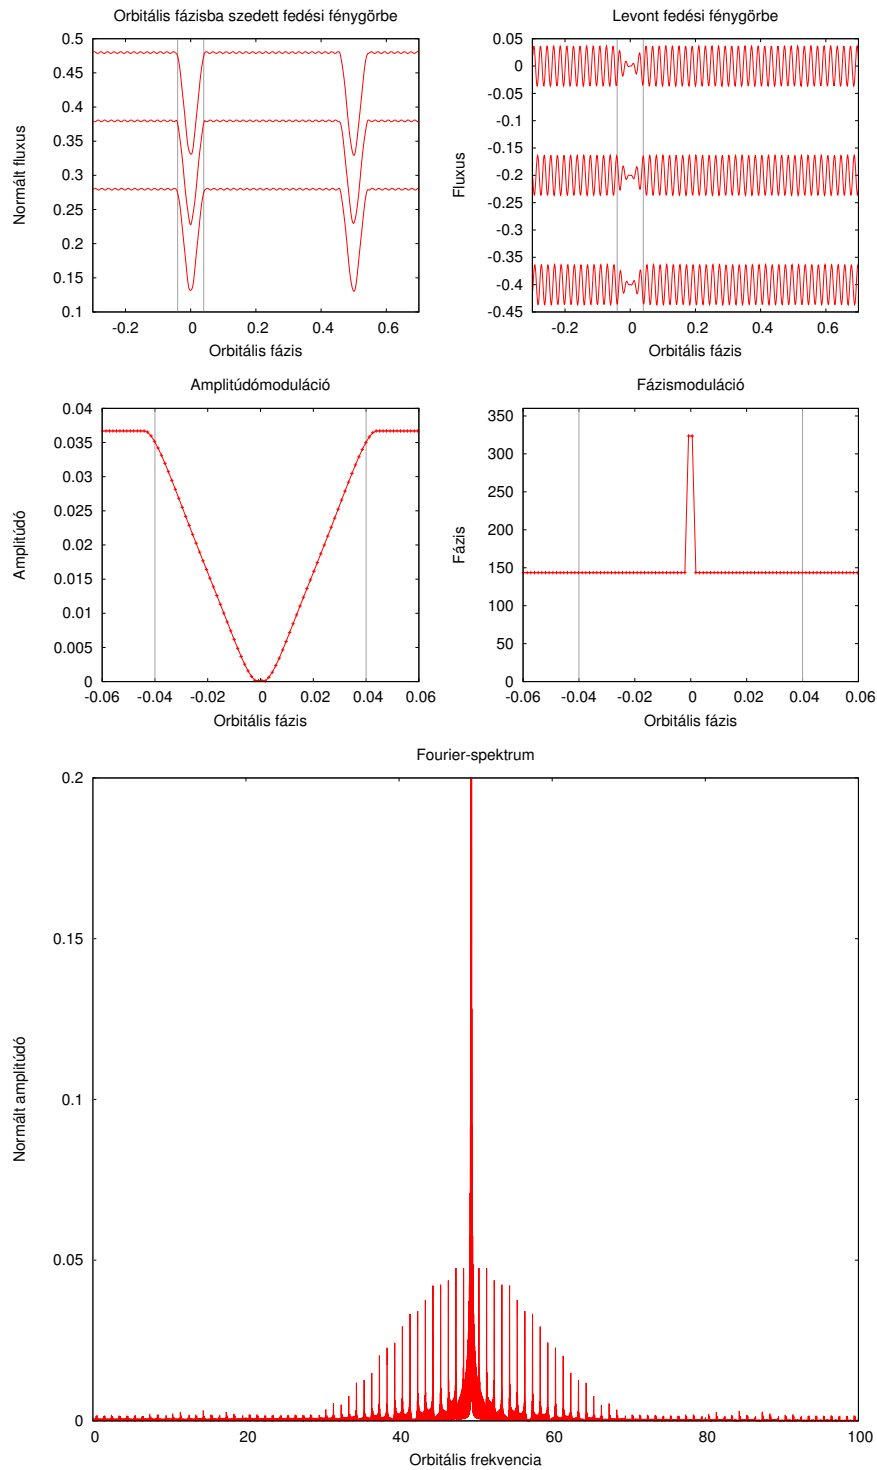 Orbitális fázisba szedett fedési fénygörbe
0.5
0.45
0.4
0.35
0.3
0.25
0.2
0.15
0.1
-0.2 0 0.2 0.4 0.6
Normált fluxus
Orbitális fázis
Levont fedési fénygörbe
0.05
0
-0.05
-0.1
-0.15
-0.2
-0.25
-0.3
-0.35
-0.4
-0.45
-0.2 0 0.2 0.4 0.6
Fluxus
Orbitális fázis
Amplitúdómoduláció
0.04
0.035
0.03
0.025
0.02
0.015
0.01
0.005
0
-0.06 -0.04 -0.02 0 0.02 0.04 0.06
Amplitúdó
Orbitális fázis
Fázismoduláció
350
300
250
200
150
100
50
0
-0.06 -0.04 -0.02 0 0.02 0.04 0.06
Fázis
Orbitális fázis
Fourier-spektrum
0.2
0.15
0.1
0.05
0
0 20 40 60 80 100
Normált amplitúdó
Orbitális frekvencia